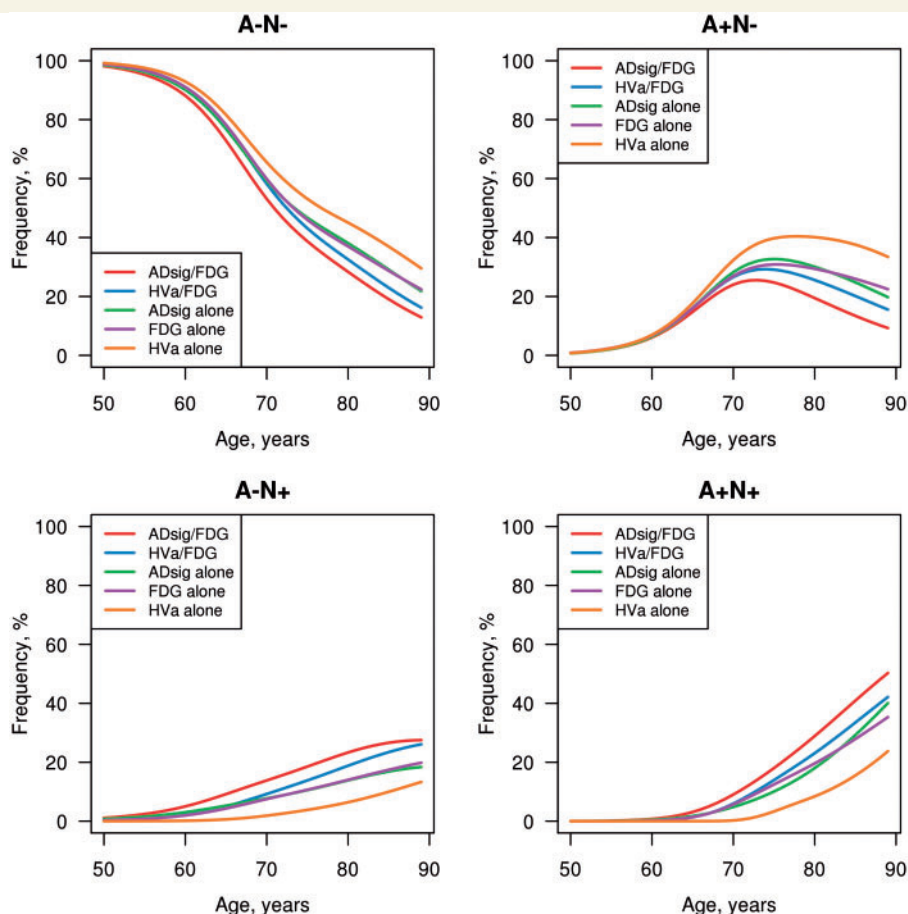 A-N-
Frequency, %
100
80
60
40
20
0
ADsig/FDG
HVa/FDG
ADsig alone
FDG alone
HVa alone
50 60 70 80 90
Age, years
A+N-
Frequency, %
100
80
60
40
20
0
ADsig/FDG
HVa/FDG
ADsig alone
FDG alone
HVa alone
50 60 70 80 90
Age, years
A-N+
Frequency, %
100
80
60
40
20
0
ADsig/FDG
HVa/FDG
ADsig alone
FDG alone
HVa alone
50 60 70 80 90
Age, years
A+N+
Frequency, %
100
80
60
40
20
0
ADsig/FDG
HVa/FDG
ADsig alone
FDG alone
HVa alone
50 60 70 80 90
Age, years